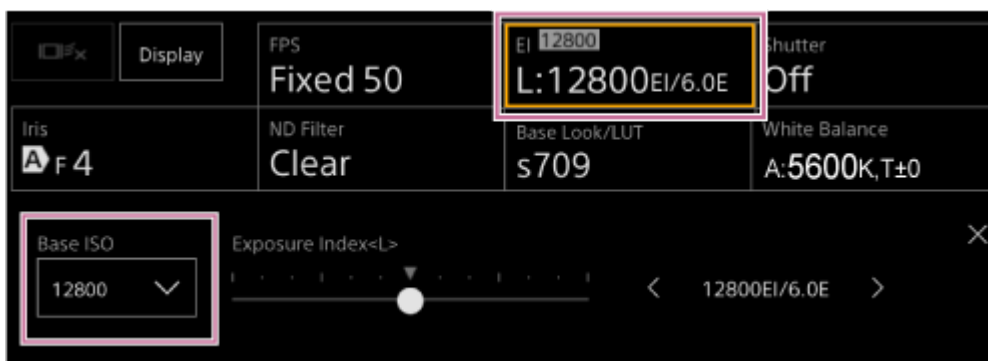 Display
FPS
Fixed 50
EI 12800
L:12800EI/6.0E
Shutter
Off
Iris
A F 4
ND Filter
Clear
Base Look/LUT
s709
White Balance
A:5600K,T±0
Base ISO
12800
Exposure Index<L>
12800EI/6.0E